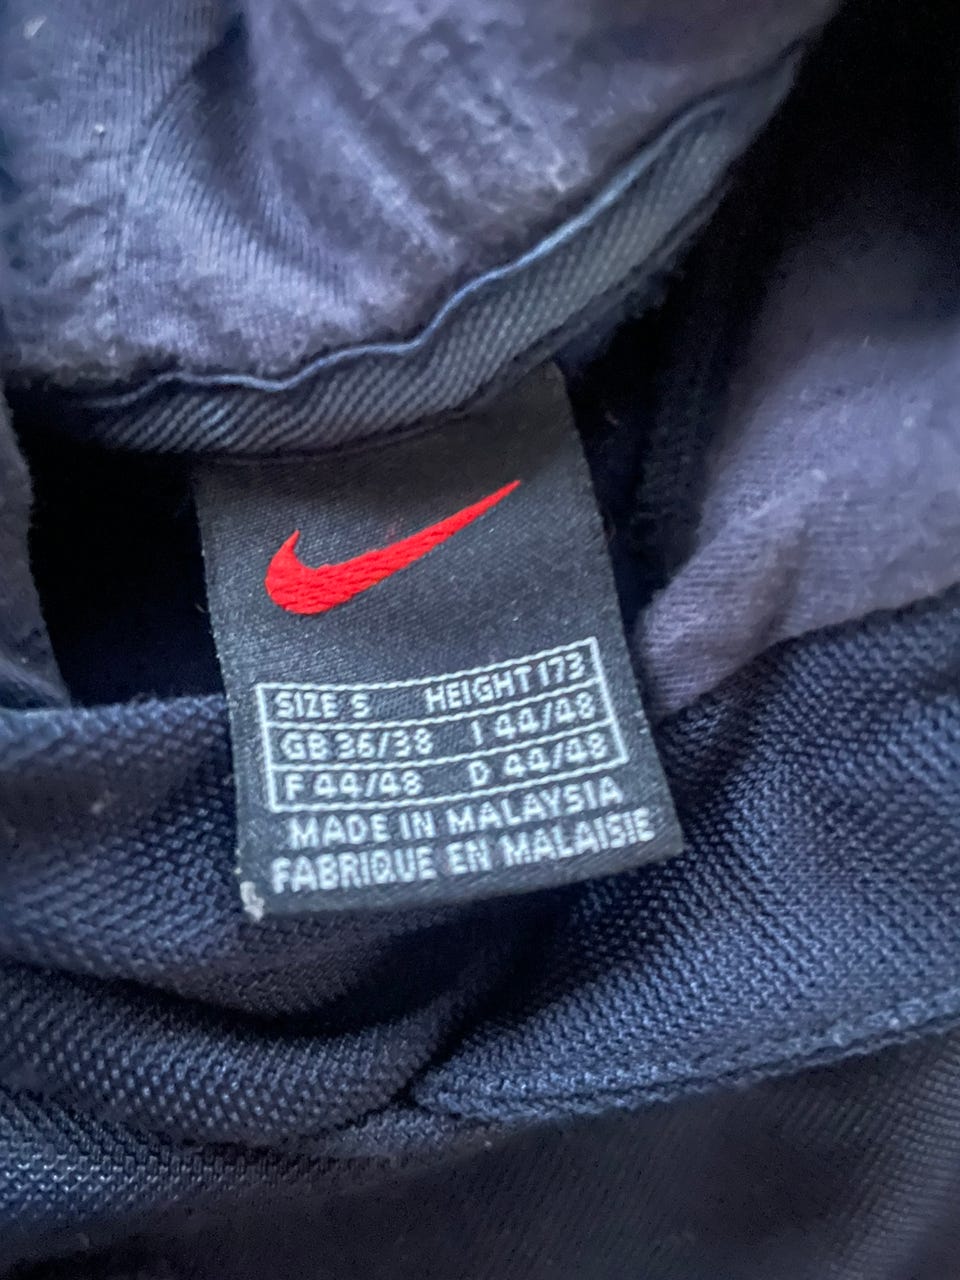 SIZE S HEIGHT 173
GB 36/38 I 44/48
F 44/48 D 44/48
MADE IN MALAYSIA
FABRIQUE EN MALAISIE